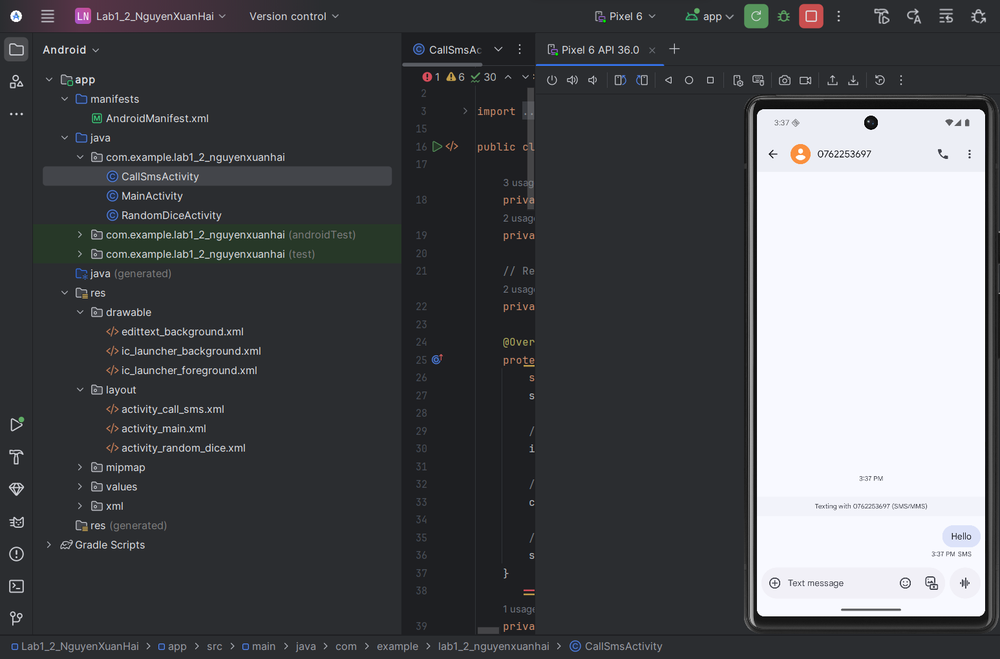 LN Lab1_2_NguyenXuanHai Version control Pixel 6 app
Android
app
manifests
AndroidManifest.xml
java
com.example.lab1_2_nguyenxuanhai
CallSmsActivity
MainActivity
RandomDiceActivity
com.example.lab1_2_nguyenxuanhai (androidTest)
com.example.lab1_2_nguyenxuanhai (test)
java (generated)
res
drawable
edittext_background.xml
ic_launcher_background.xml
ic_launcher_foreground.xml
layout
activity_call_sms.xml
activity_main.xml
activity_random_dice.xml
mipmap
values
xml
res (generated)
Gradle Scripts
CallSmsAc
1 6 30
2
3 import ...
15
16 public cl
17
3 usag
18 priva
2 usag
19 priva
20
21 // Re
2 usag
22 priva
23
24 @Over
25 prote
26 s
27 s
28
29 /
30 i
31
32 /
33 c
34
35 /
36 s
37 }
38
1 usage
39 priva
Pixel 6 API 36.0
3:37
0762253697
3:37 PM
Texting with 0762253697 (SMS/MMS)
Hello
3:37 PM SMS
Text message
Lab1_2_NguyenXuanHai > app > src > main > java > com > example > lab1_2_nguyenxuanhai > CallSmsActivity